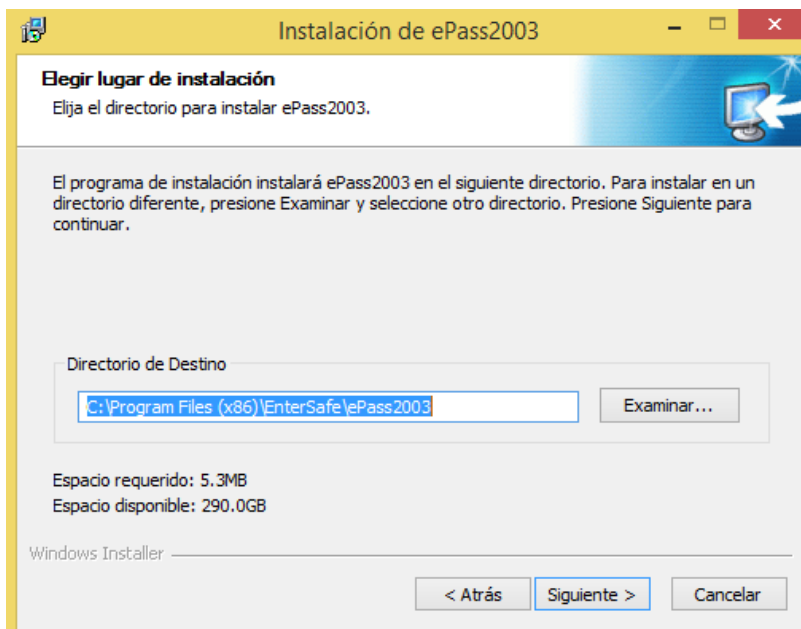 Instalación de ePass2003
Elegir lugar de instalación
Elija el directorio para instalar ePass2003.
El programa de instalación instalará ePass2003 en el siguiente directorio. Para instalar en un
directorio diferente, presione Examinar y seleccione otro directorio. Presione Siguiente para
continuar.
Directorio de Destino
C:\Program Files (x86)\EnterSafe\ePass2003
Examinar...
Espacio requerido: 5.3MB
Espacio disponible: 290.0GB
Windows Installer
< Atrás
Siguiente >
Cancelar